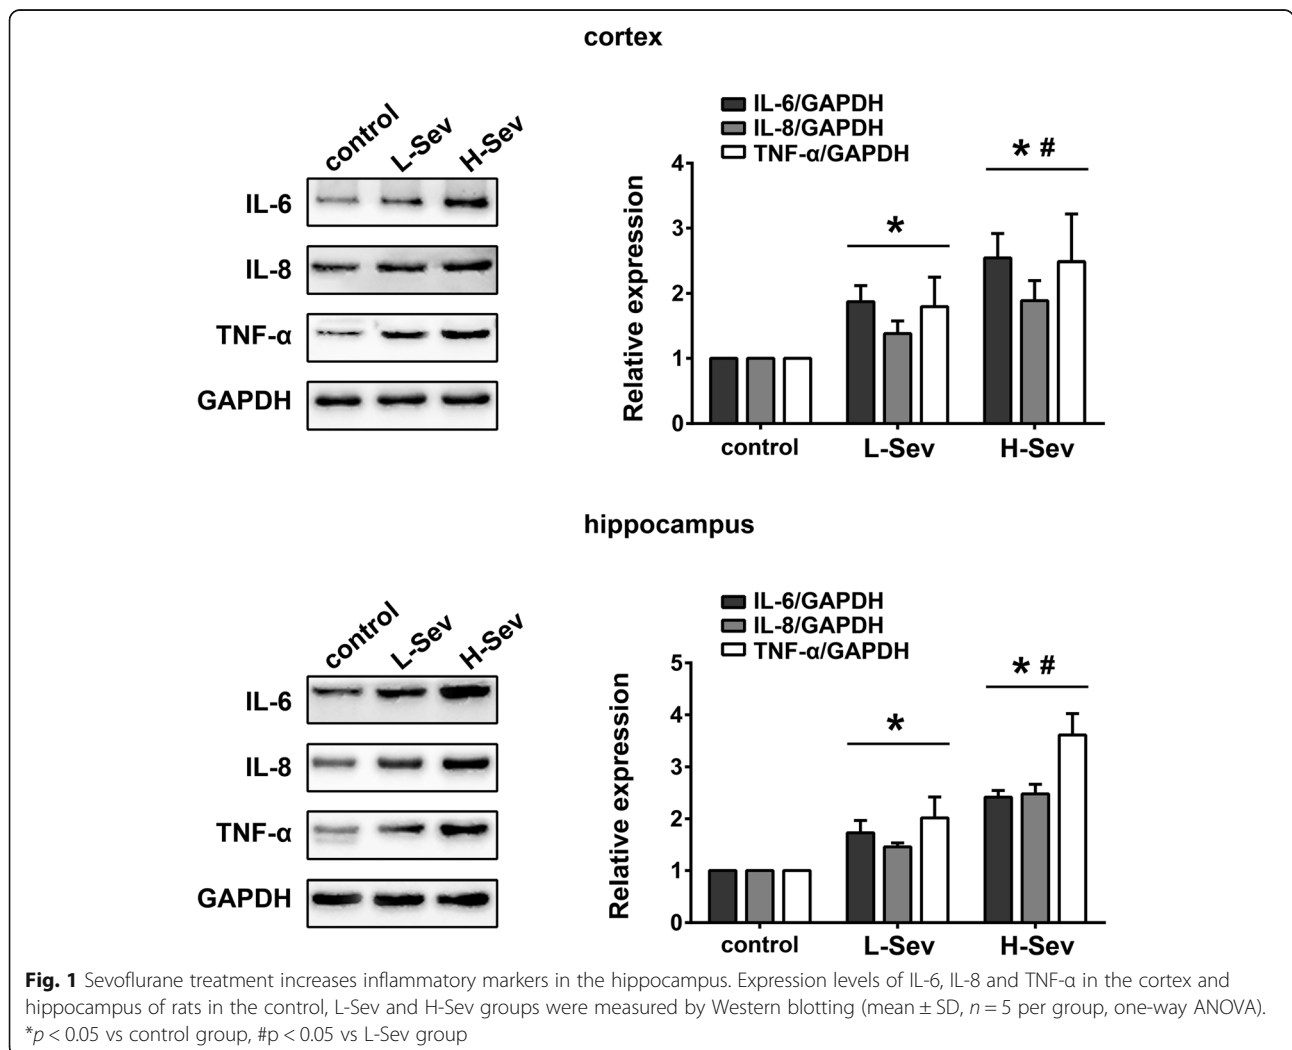 cortex
control
L-Sev
H-Sev
IL-6
IL-8
TNF-α
GAPDH
IL-6/GAPDH
IL-8/GAPDH
TNF-α/GAPDH
Relative expression
4
3
2
1
0
* #
*
control
L-Sev
H-Sev
hippocampus
control
L-Sev
H-Sev
IL-6
IL-8
TNF-α
GAPDH
IL-6/GAPDH
IL-8/GAPDH
TNF-α/GAPDH
Relative expression
5
4
3
2
1
0
* #
*
control
L-Sev
H-Sev
Fig. 1 Sevoflurane treatment increases inflammatory markers in the hippocampus. Expression levels of IL-6, IL-8 and TNF-α in the cortex and
hippocampus of rats in the control, L-Sev and H-Sev groups were measured by Western blotting (mean ± SD, n = 5 per group, one-way ANOVA).
*p < 0.05 vs control group, #p < 0.05 vs L-Sev group